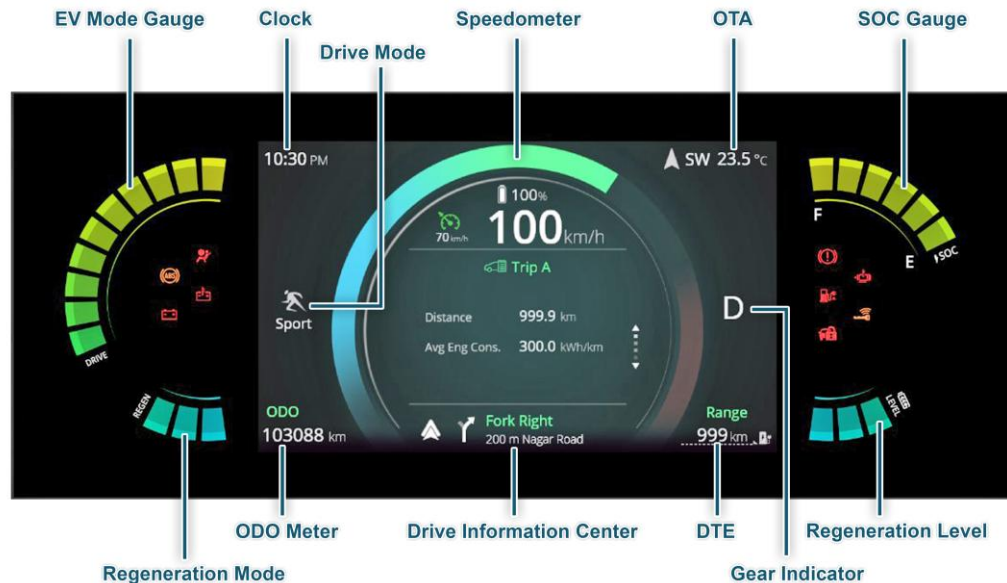 EV Mode Gauge
Clock
Speedometer
OTA
SOC Gauge
Drive Mode
10:30 PM
SW 23.5 °C
100%
70 km/h
100 km/h
F
E
SOC
Trip A
ABS
Sport
D
Distance 999.9 km
Avg Eng Cons. 300.0 kWh/km
DRIVE
REGEN
LEVEL
ODO
103088 km
Fork Right
200 m Nagar Road
Range
999 km
ODO Meter
Drive Information Center
DTE
Regeneration Level
Regeneration Mode
Gear Indicator